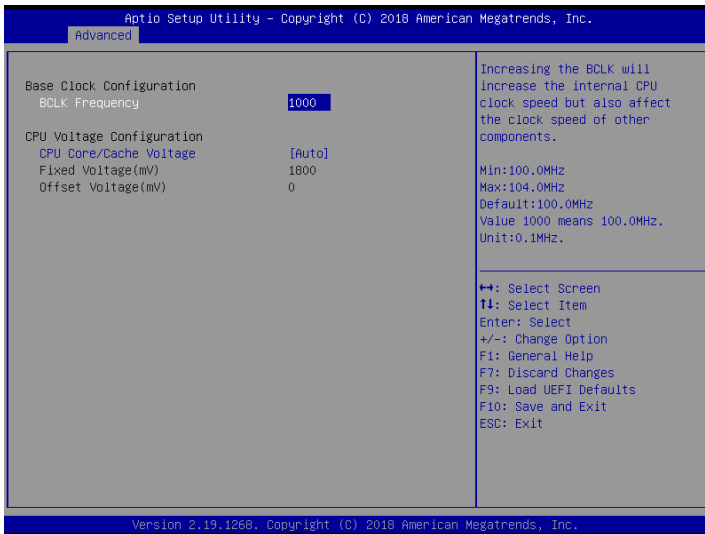 Aptio Setup Utility – Copyright (C) 2018 American Megatrends, Inc.
Advanced
Base Clock Configuration
BCLK Frequency 1000
CPU Voltage Configuration
CPU Core/Cache Voltage [Auto]
Fixed Voltage(mV) 1800
Offset Voltage(mV) 0
Increasing the BCLK will
increase the internal CPU
clock speed but also affect
the clock speed of other
components.
Min:100.0MHz
Max:104.0MHz
Default:100.0MHz
Value 1000 means 100.0MHz.
Unit:0.1MHz.
↔: Select Screen
↑↓: Select Item
Enter: Select
+/-: Change Option
F1: General Help
F7: Discard Changes
F9: Load UEFI Defaults
F10: Save and Exit
ESC: Exit
Version 2.19.1268. Copyright (C) 2018 American Megatrends, Inc.